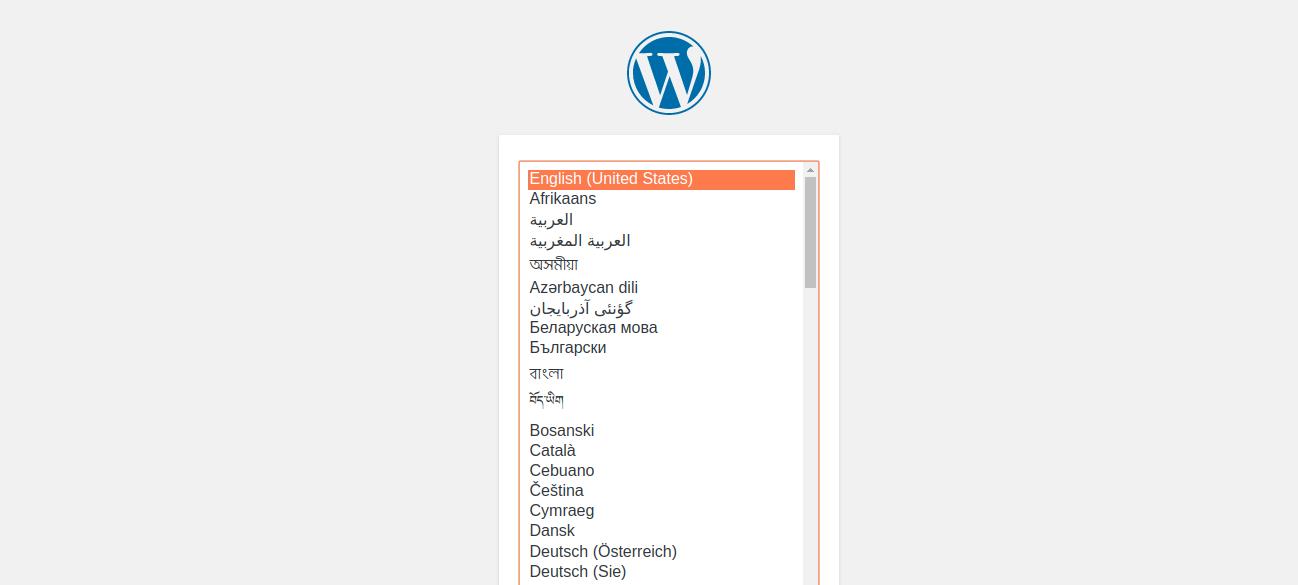 English (United States)
Afrikaans
العربية
العربية المغربية
অসমীয়া
Azərbaycan dili
گؤنئی آذربایجان
Беларуская мова
Български
বাংলা
བོད་ཡིག
Bosanski
Català
Cebuano
Čeština
Cymraeg
Dansk
Deutsch (Österreich)
Deutsch (Sie)